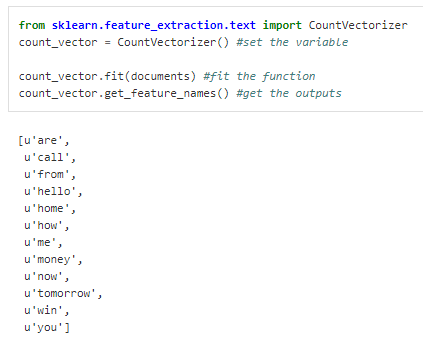 from sklearn.feature_extraction.text import CountVectorizer
count_vector = CountVectorizer() #set the variable
count_vector.fit(documents) #fit the function
count_vector.get_feature_names() #get the outputs
[u'are',
u'call',
u'from',
u'hello',
u'home',
u'how',
u'me',
u'money',
u'now',
u'tomorrow',
u'win',
u'you']